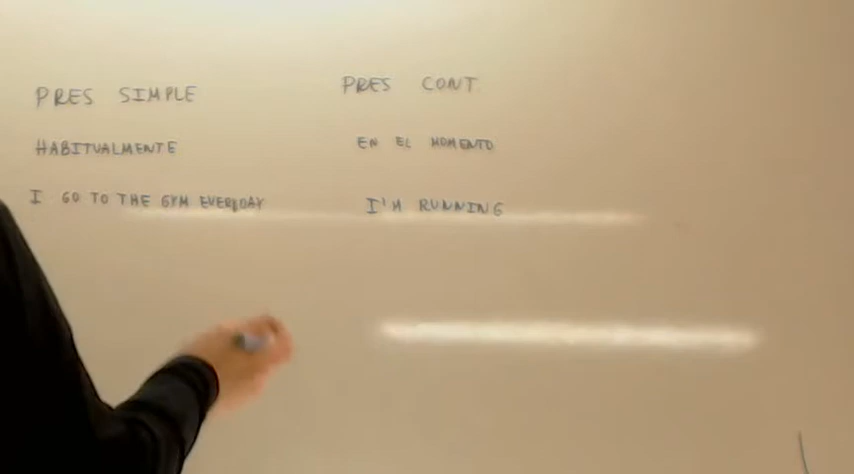 PRES SIMPLE
HABITUALMENTE
I GO TO THE GYM EVERYDAY
PRES CONT.
EN EL MOMENTO
I'M RUNNING